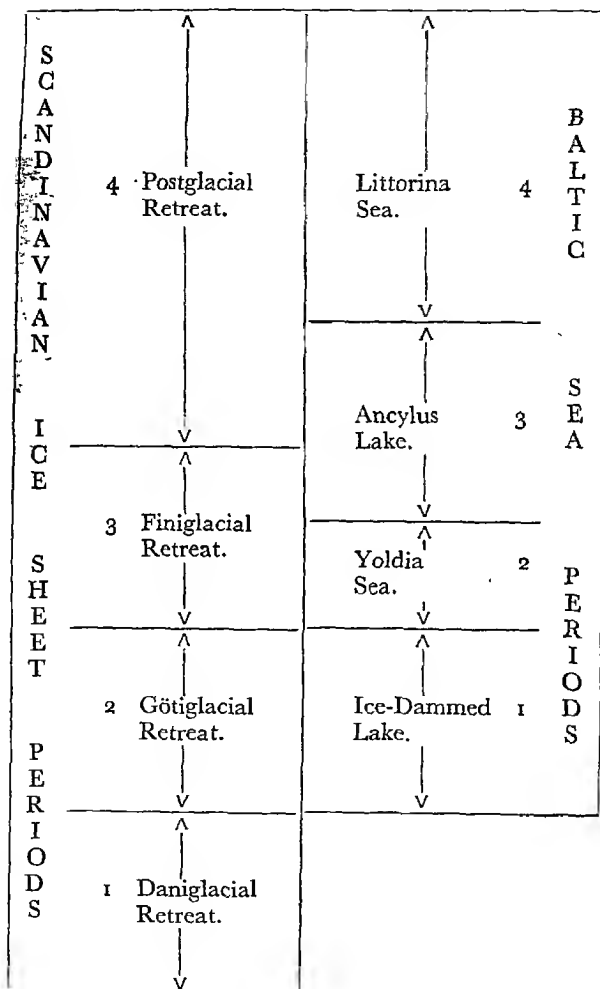 SCANDINAVIAN ICE SHEET PERIODS
4 Postglacial
Retreat.
3 Finiglacial
Retreat.
2 Götiglacial
Retreat.
1 Daniglacial
Retreat.
Littorina 4
Sea.
Ancylus 3
Lake.
Yoldia 2
Sea.
Ice-Dammed 1
Lake.
BALTIC SEA PERIODS